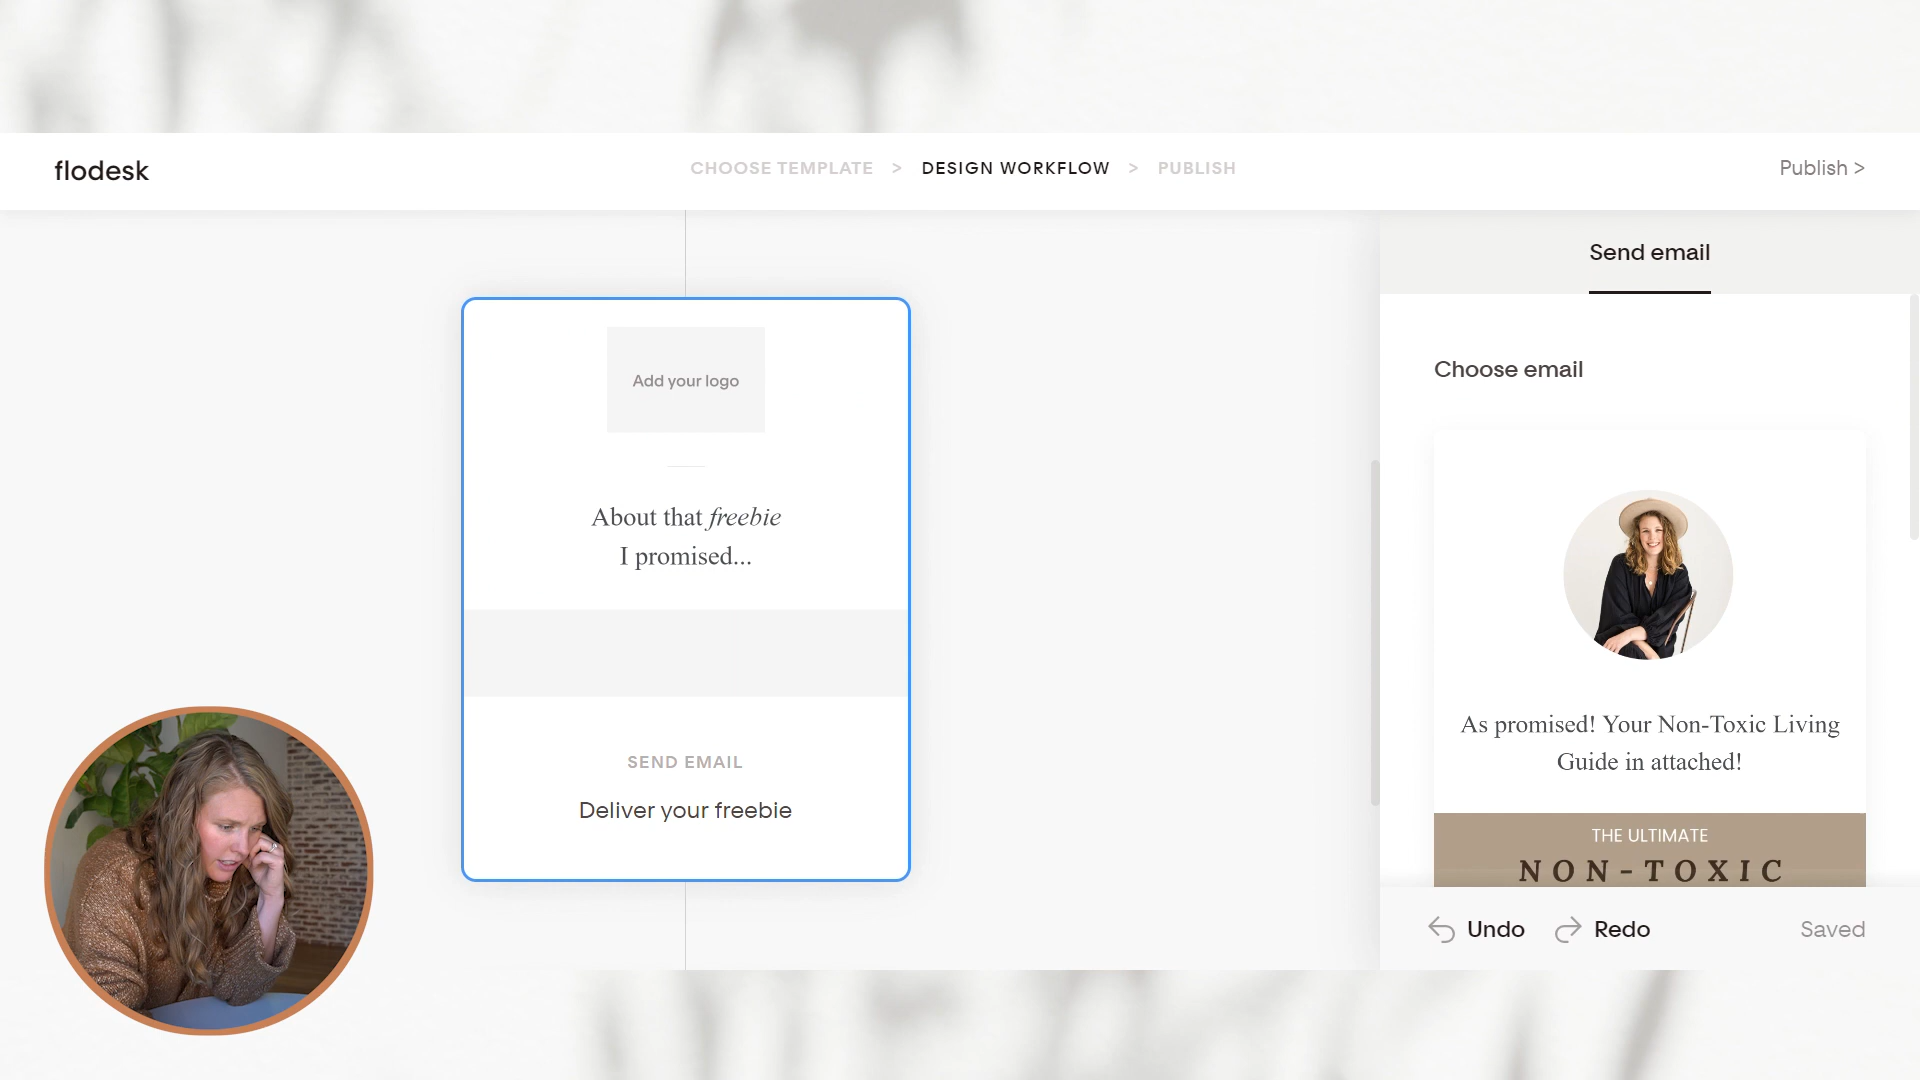 flodesk
CHOOSE TEMPLATE > DESIGN WORKFLOW > PUBLISH
Publish >
Add your logo
About that freebie
I promised...
SEND EMAIL
Deliver your freebie
Send email
Choose email
As promised! Your Non-Toxic Living
Guide in attached!
THE ULTIMATE
NON-TOXIC
Undo
Redo
Saved